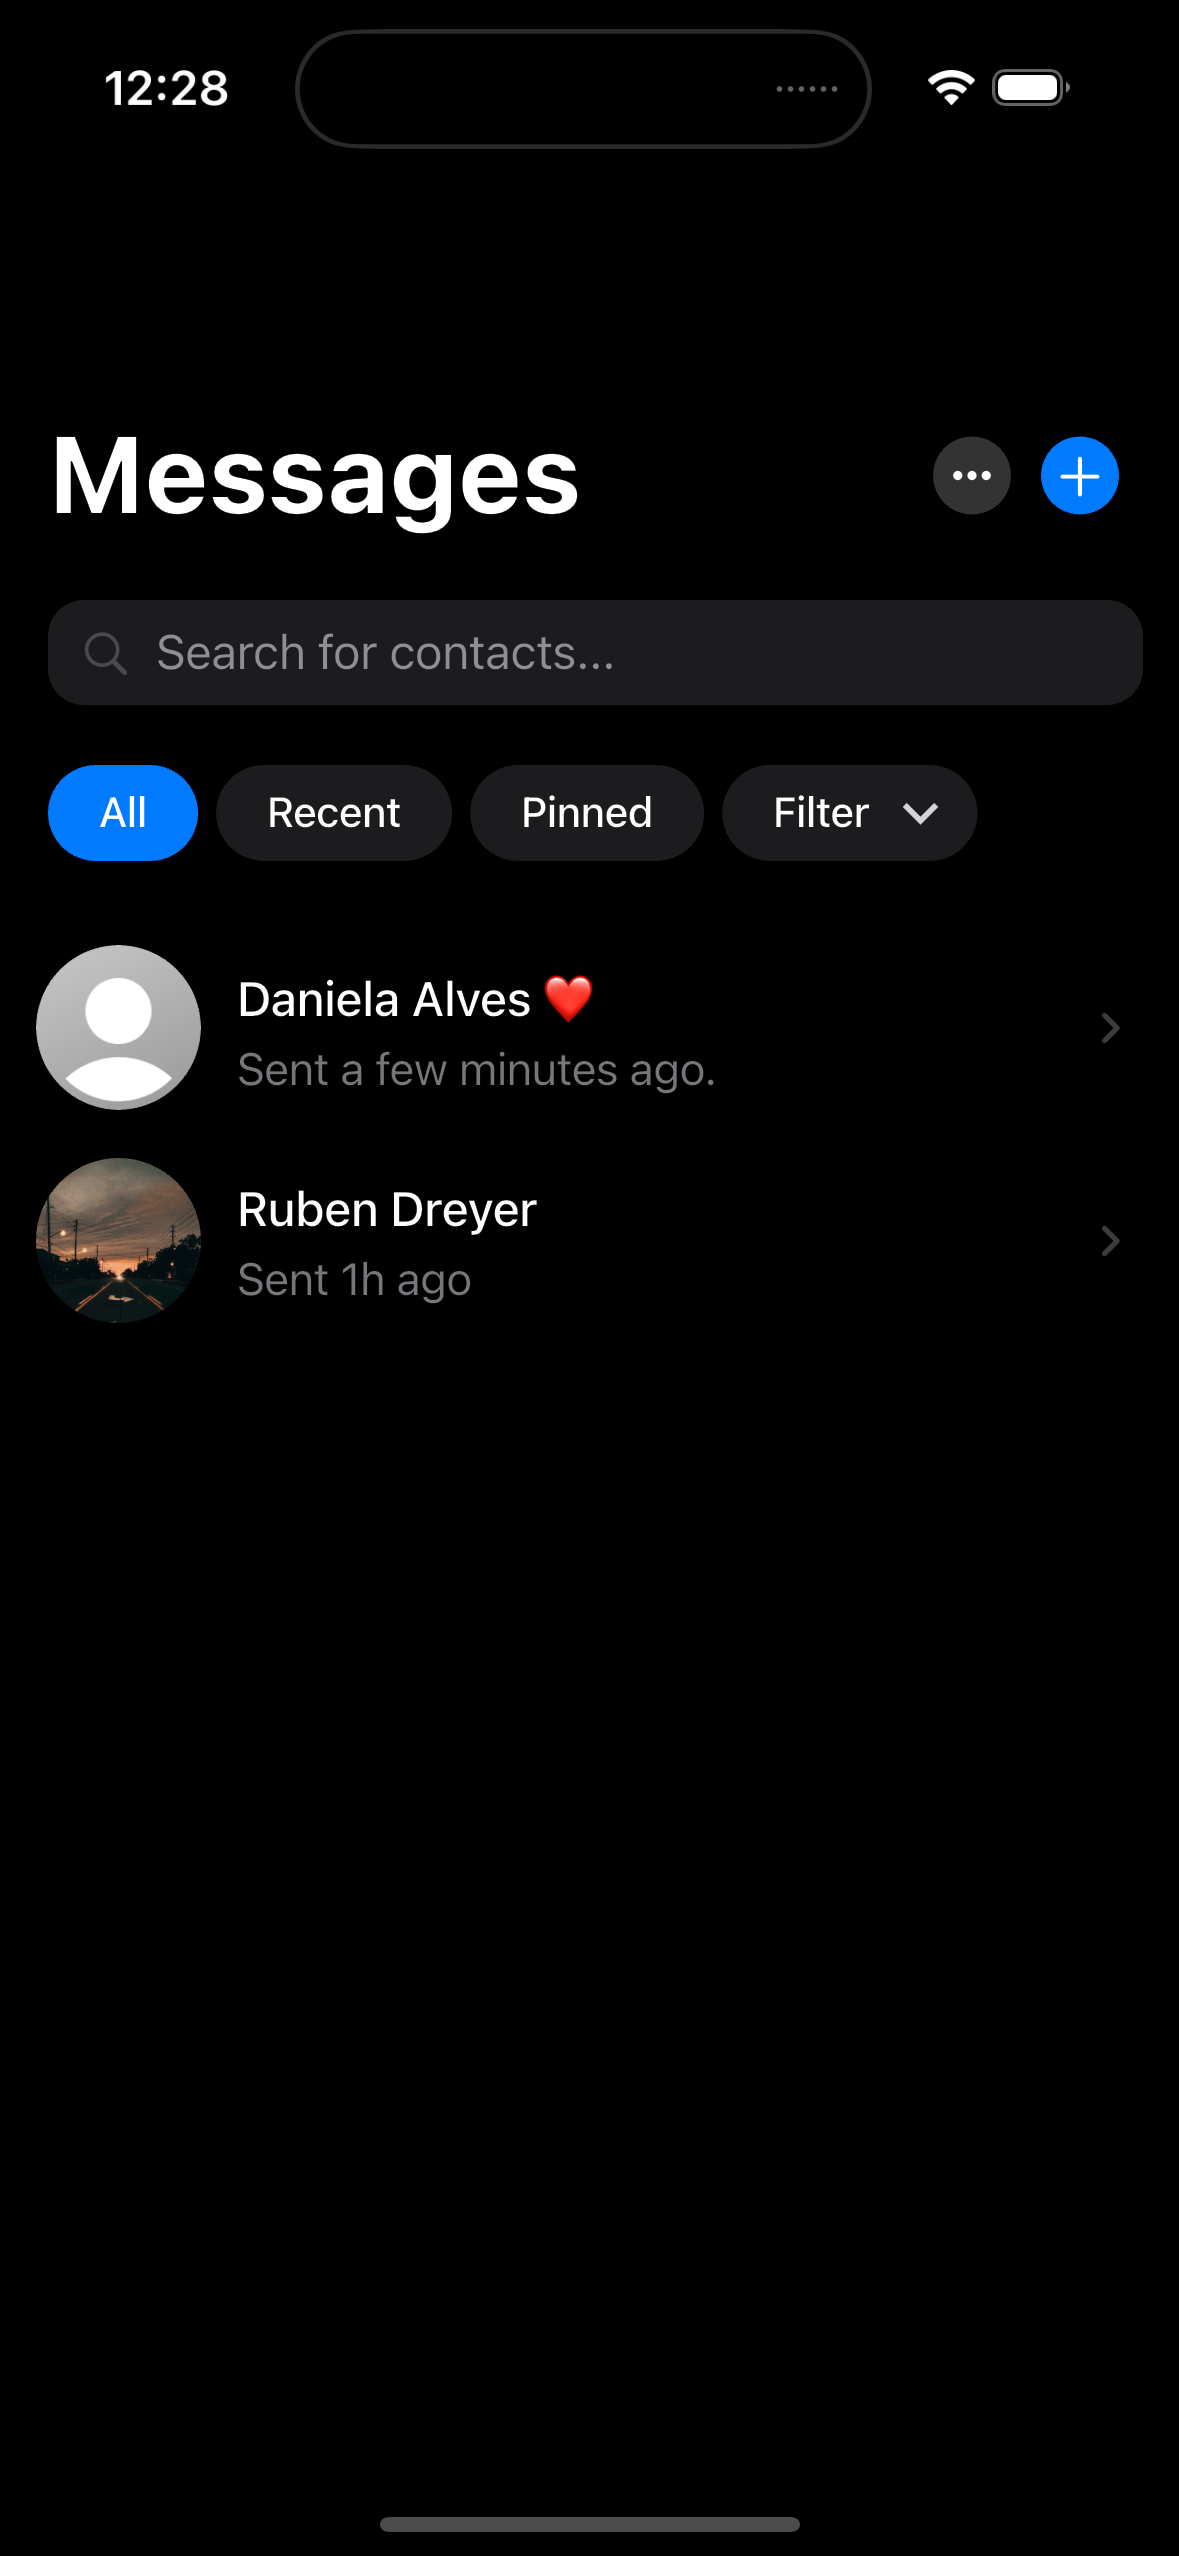 12:28
Messages
Search for contacts...
All Recent Pinned Filter
Daniela Alves ❤️
Sent a few minutes ago.
Ruben Dreyer
Sent 1h ago